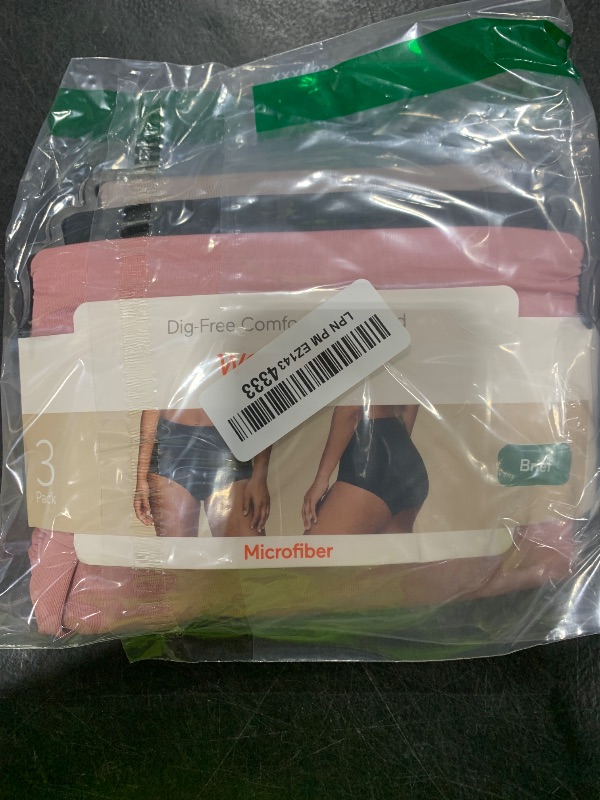 Dig-Free Comfo
d
LPN PM EZ143 4333
3
Pack
Brief
Microfiber